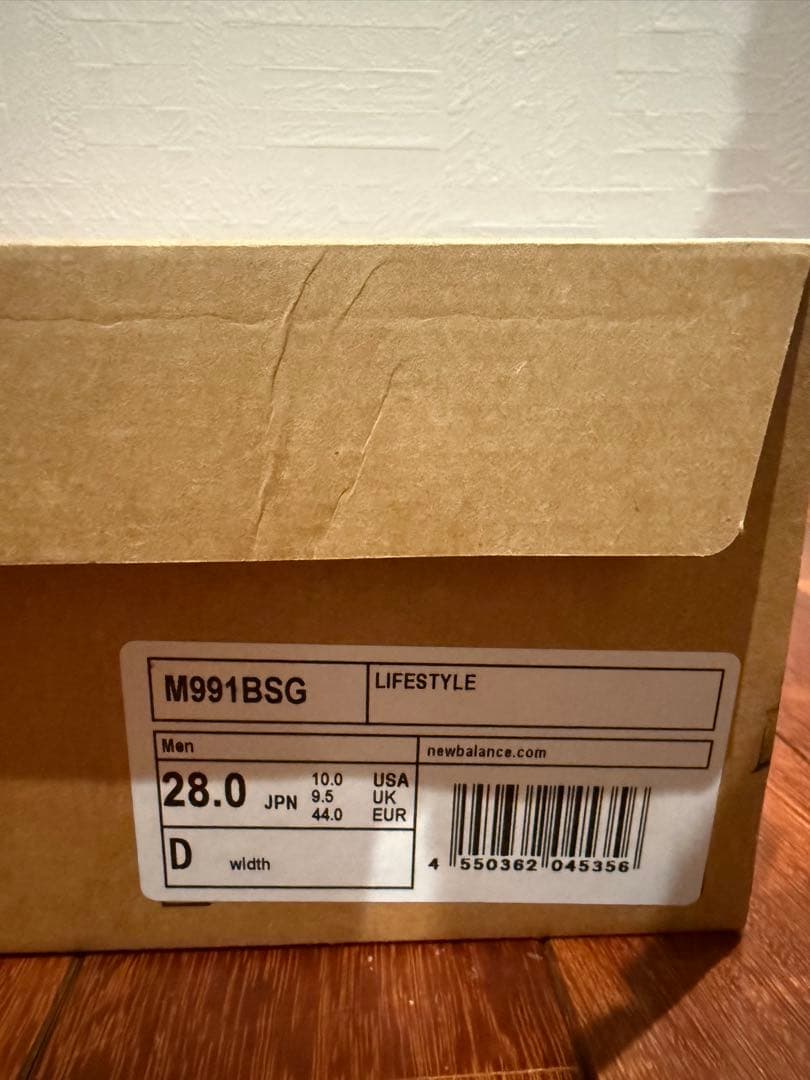 M991BSG
LIFESTYLE
Men
newbalance.com
28.0 JPN
10.0 USA
9.5 UK
44.0 EUR
D width
4 550362 045356